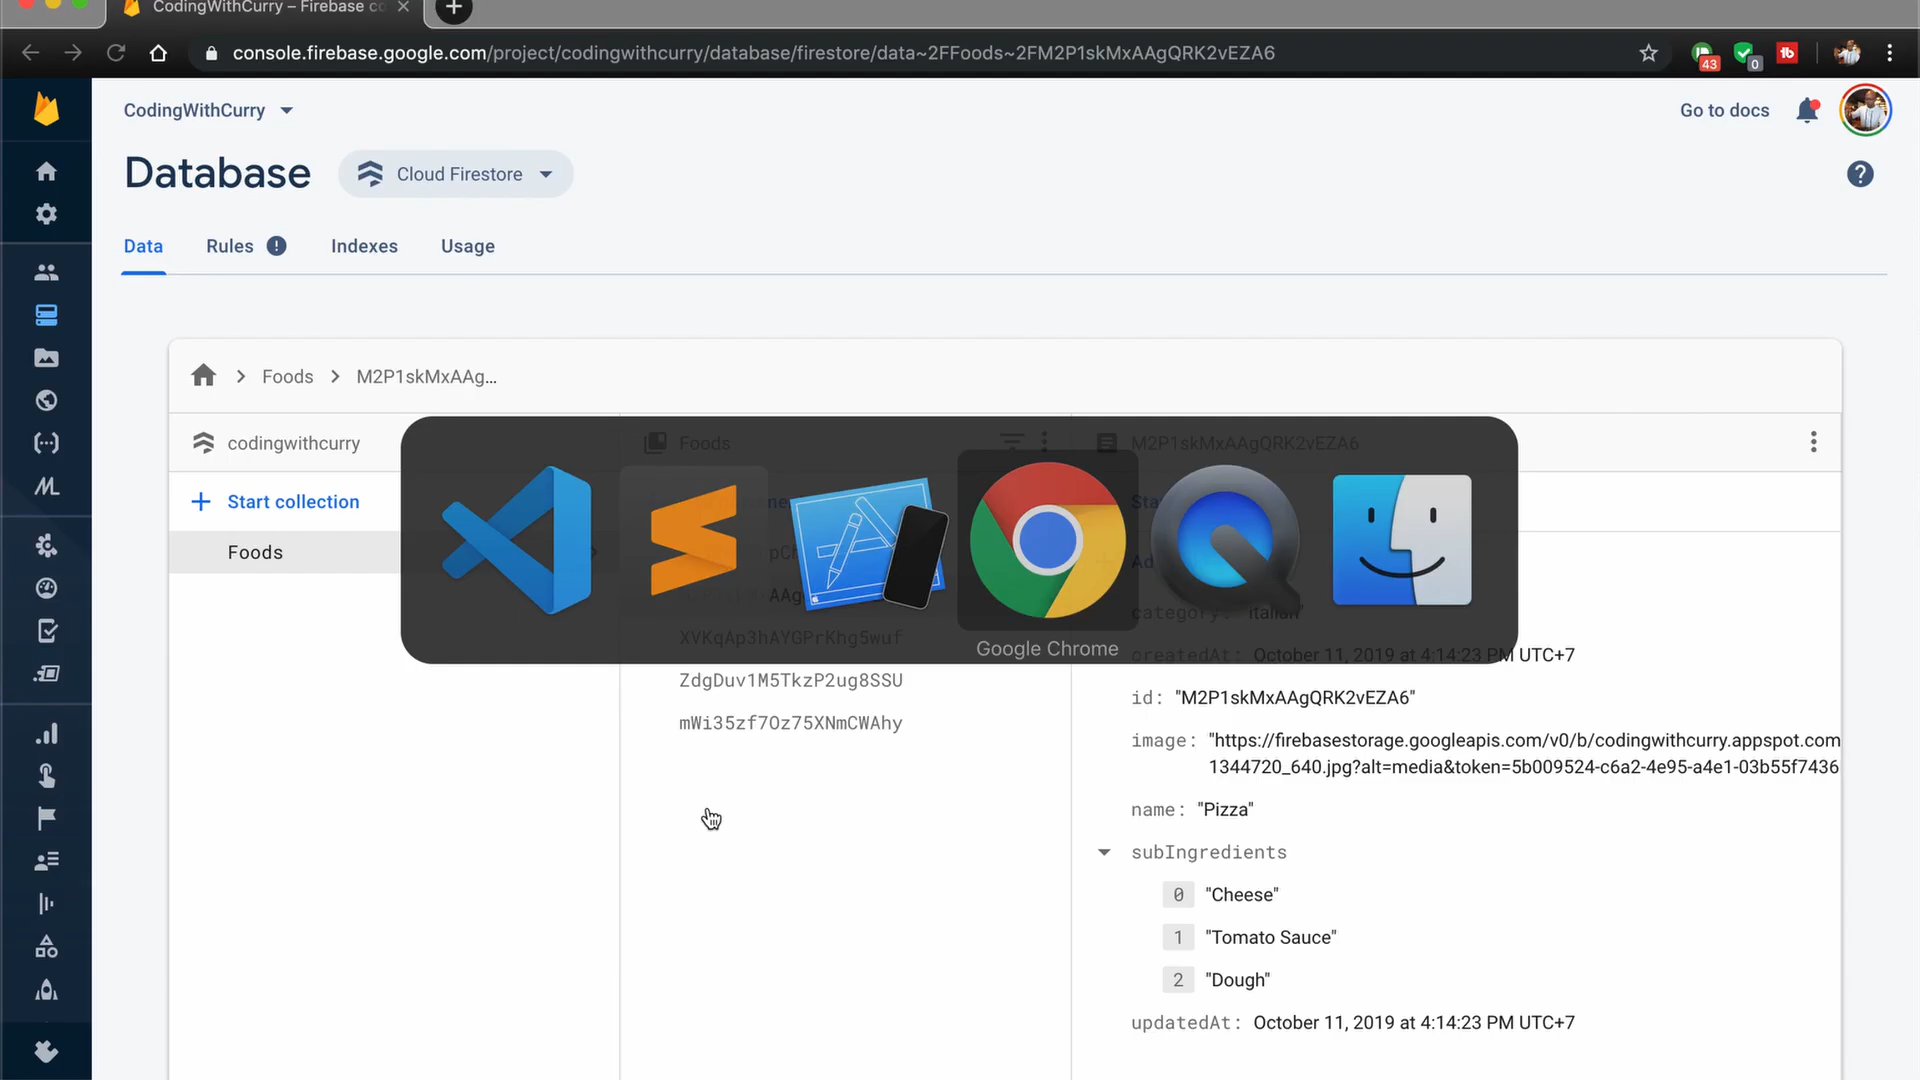 CodingWithCurry – Firebase co
console.firebase.google.com/project/codingwithcurry/database/firestore/data~2FFoods~2FM2P1skMxAAgQRK2vEZA6
43
0
tb
CodingWithCurry
Go to docs
Database
Cloud Firestore
?
Data
Rules !
Indexes
Usage
Foods
M2P1skMxAAg...
codingwithcurry
Foods
M2P1skMxAAgQRK2vEZA6
+ Start collection
Foods
category: "Italian"
XVKqAp3hAYGPrKhg5wuf
Google Chrome
createdAt: October 11, 2019 at 4:14:23 PM UTC+7
ZdgDuv1M5TkzP2ug8SSU
id: "M2P1skMxAAgQRK2vEZA6"
mWi35zf7Oz75XNmCWAhy
image: "https://firebasestorage.googleapis.com/v0/b/codingwithcurry.appspot.com
1344720_640.jpg?alt=media&token=5b009524-c6a2-4e95-a4e1-03b55f7436
name: "Pizza"
subIngredients
0 "Cheese"
1 "Tomato Sauce"
2 "Dough"
updatedAt: October 11, 2019 at 4:14:23 PM UTC+7